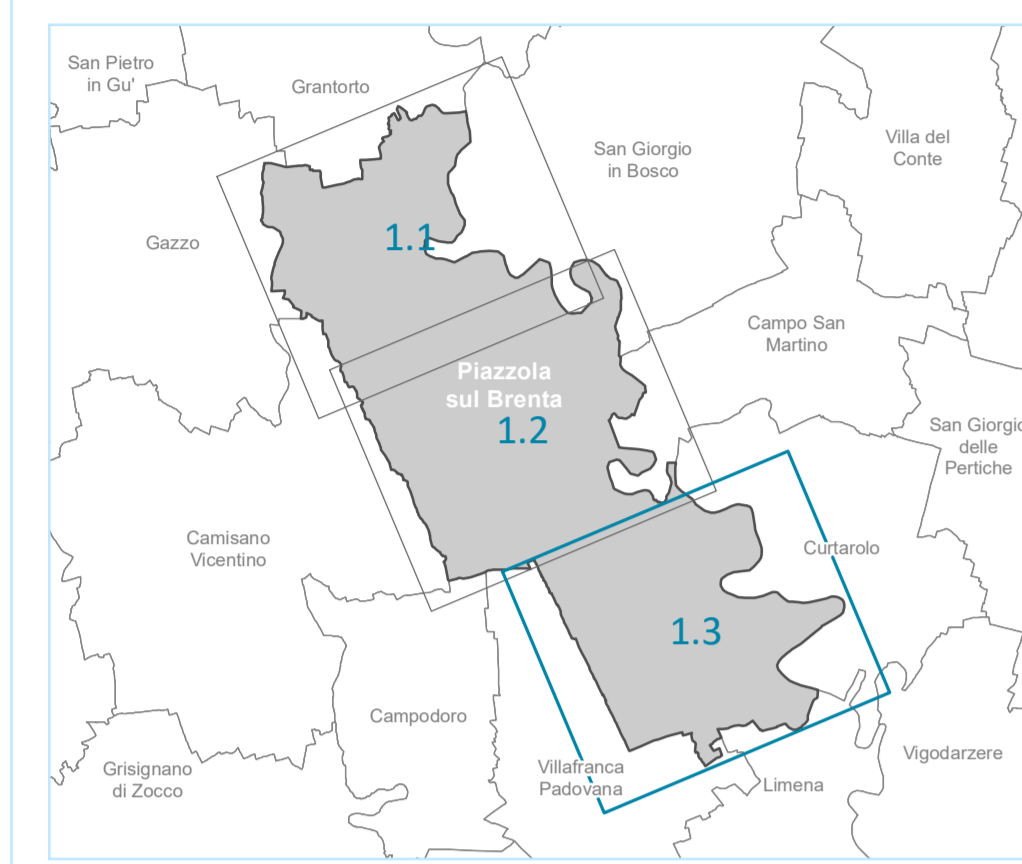 San Pietro
in Gu'
Grantorto
San Giorgio
in Bosco
Villa del
Conte
Gazzo
1.1
Campo San
Martino
Piazzola
sul Brenta
1.2
San Giorgio
delle
Pertiche
Camisano
Vicentino
Curtarolo
1.3
Campodoro
Villafranca
Padovana
Vigodarzere
Grisignano
di Zocco
Limena